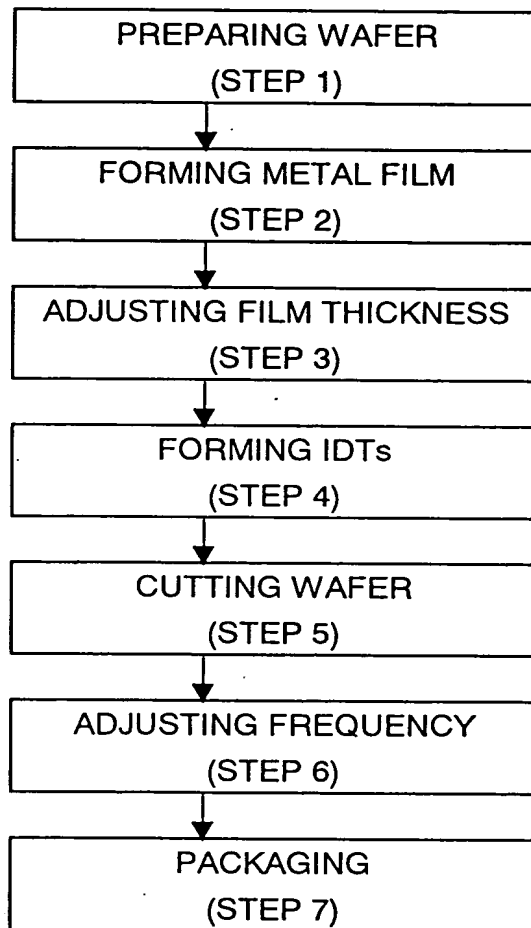 PREPARING WAFER
(STEP 1)
FORMING METAL FILM
(STEP 2)
ADJUSTING FILM THICKNESS
(STEP 3)
FORMING IDTs
(STEP 4)
CUTTING WAFER
(STEP 5)
ADJUSTING FREQUENCY
(STEP 6)
PACKAGING
(STEP 7)